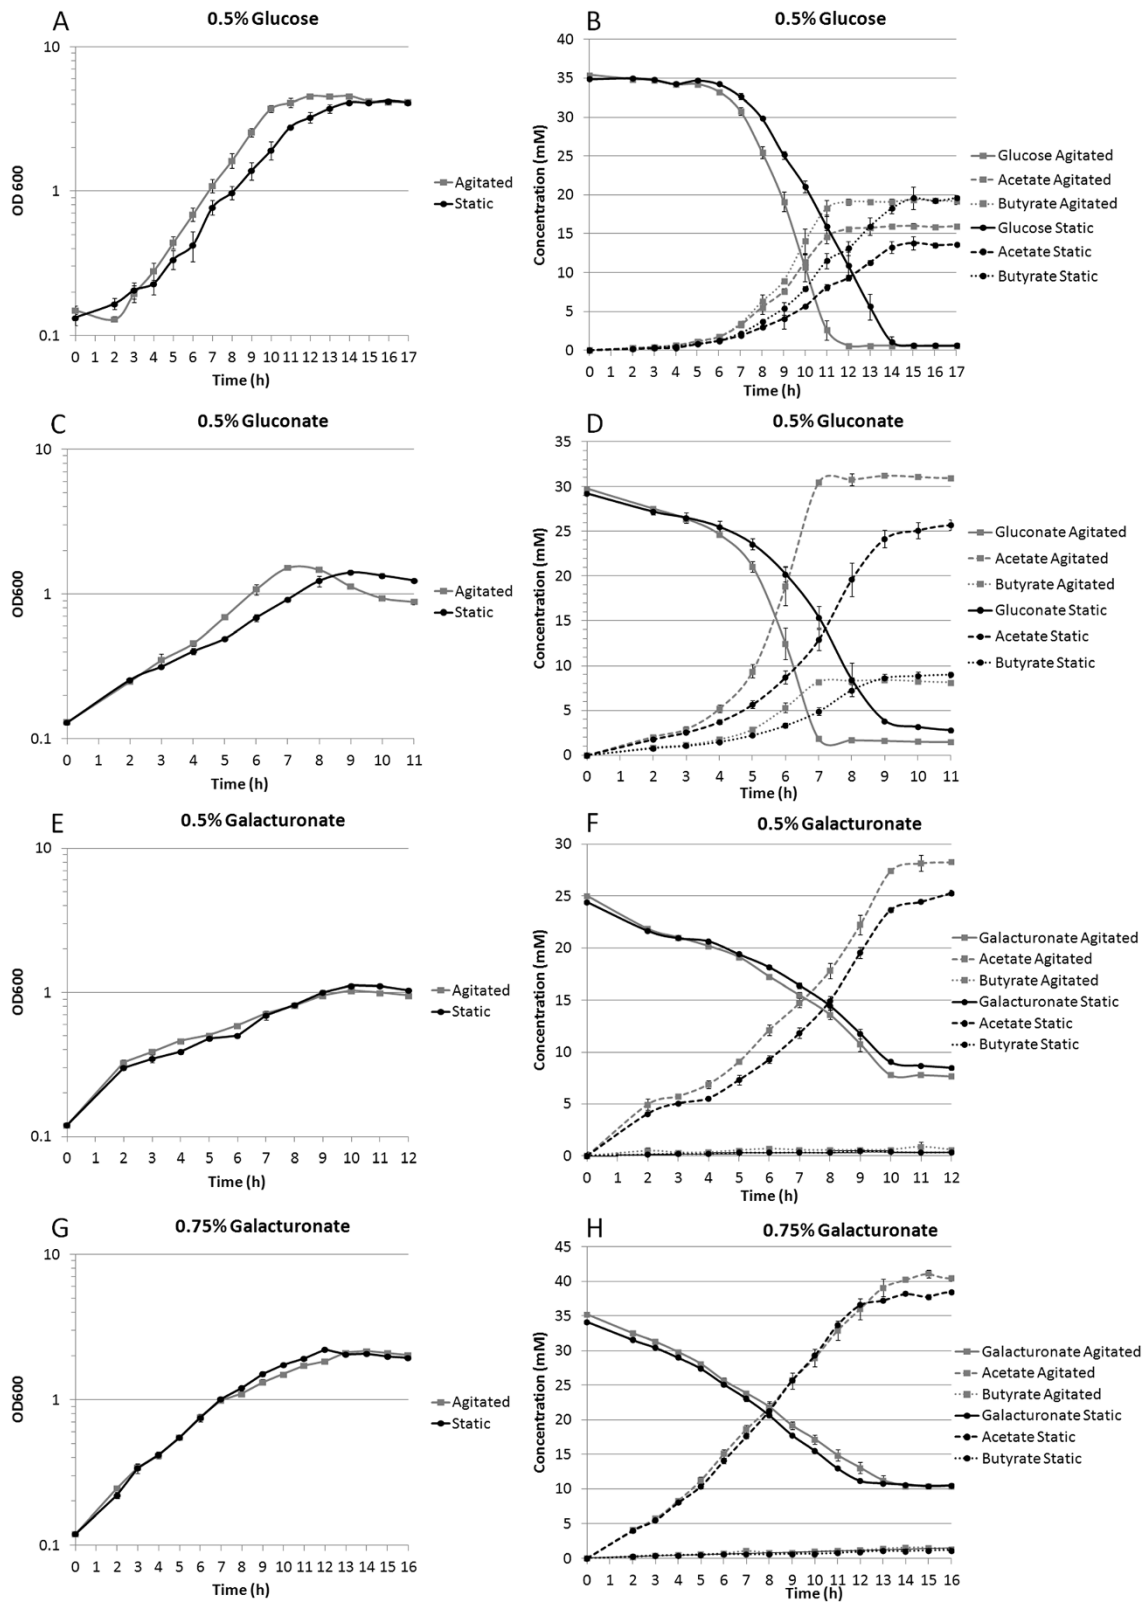 A
0.5% Glucose
OD600
10
1
0.1
0 1 2 3 4 5 6 7 8 9 10 11 12 13 14 15 16 17
Time (h)
Agitated
Static
B
0.5% Glucose
Concentration (mM)
40
35
30
25
20
15
10
5
0
0 1 2 3 4 5 6 7 8 9 10 11 12 13 14 15 16 17
Time (h)
Glucose Agitated
Acetate Agitated
Butyrate Agitated
Glucose Static
Acetate Static
Butyrate Static
C
0.5% Gluconate
OD600
10
1
0.1
0 1 2 3 4 5 6 7 8 9 10 11
Time (h)
Agitated
Static
D
0.5% Gluconate
Concentration (mM)
35
30
25
20
15
10
5
0
0 1 2 3 4 5 6 7 8 9 10 11
Time (h)
Gluconate Agitated
Acetate Agitated
Butyrate Agitated
Gluconate Static
Acetate Static
Butyrate Static
E
0.5% Galacturonate
OD600
10
1
0.1
0 1 2 3 4 5 6 7 8 9 10 11 12
Time (h)
Agitated
Static
F
0.5% Galacturonate
Concentration (mM)
30
25
20
15
10
5
0
0 1 2 3 4 5 6 7 8 9 10 11 12
Time (h)
Galacturonate Agitated
Acetate Agitated
Butyrate Agitated
Galacturonate Static
Acetate Static
Butyrate Static
G
0.75% Galacturonate
OD600
10
1
0.1
0 1 2 3 4 5 6 7 8 9 10 11 12 13 14 15 16
Time (h)
Agitated
Static
H
0.75% Galacturonate
Concentration (mM)
45
40
35
30
25
20
15
10
5
0
0 1 2 3 4 5 6 7 8 9 10 11 12 13 14 15 16
Time (h)
Galacturonate Agitated
Acetate Agitated
Butyrate Agitated
Galacturonate Static
Acetate Static
Butyrate Static